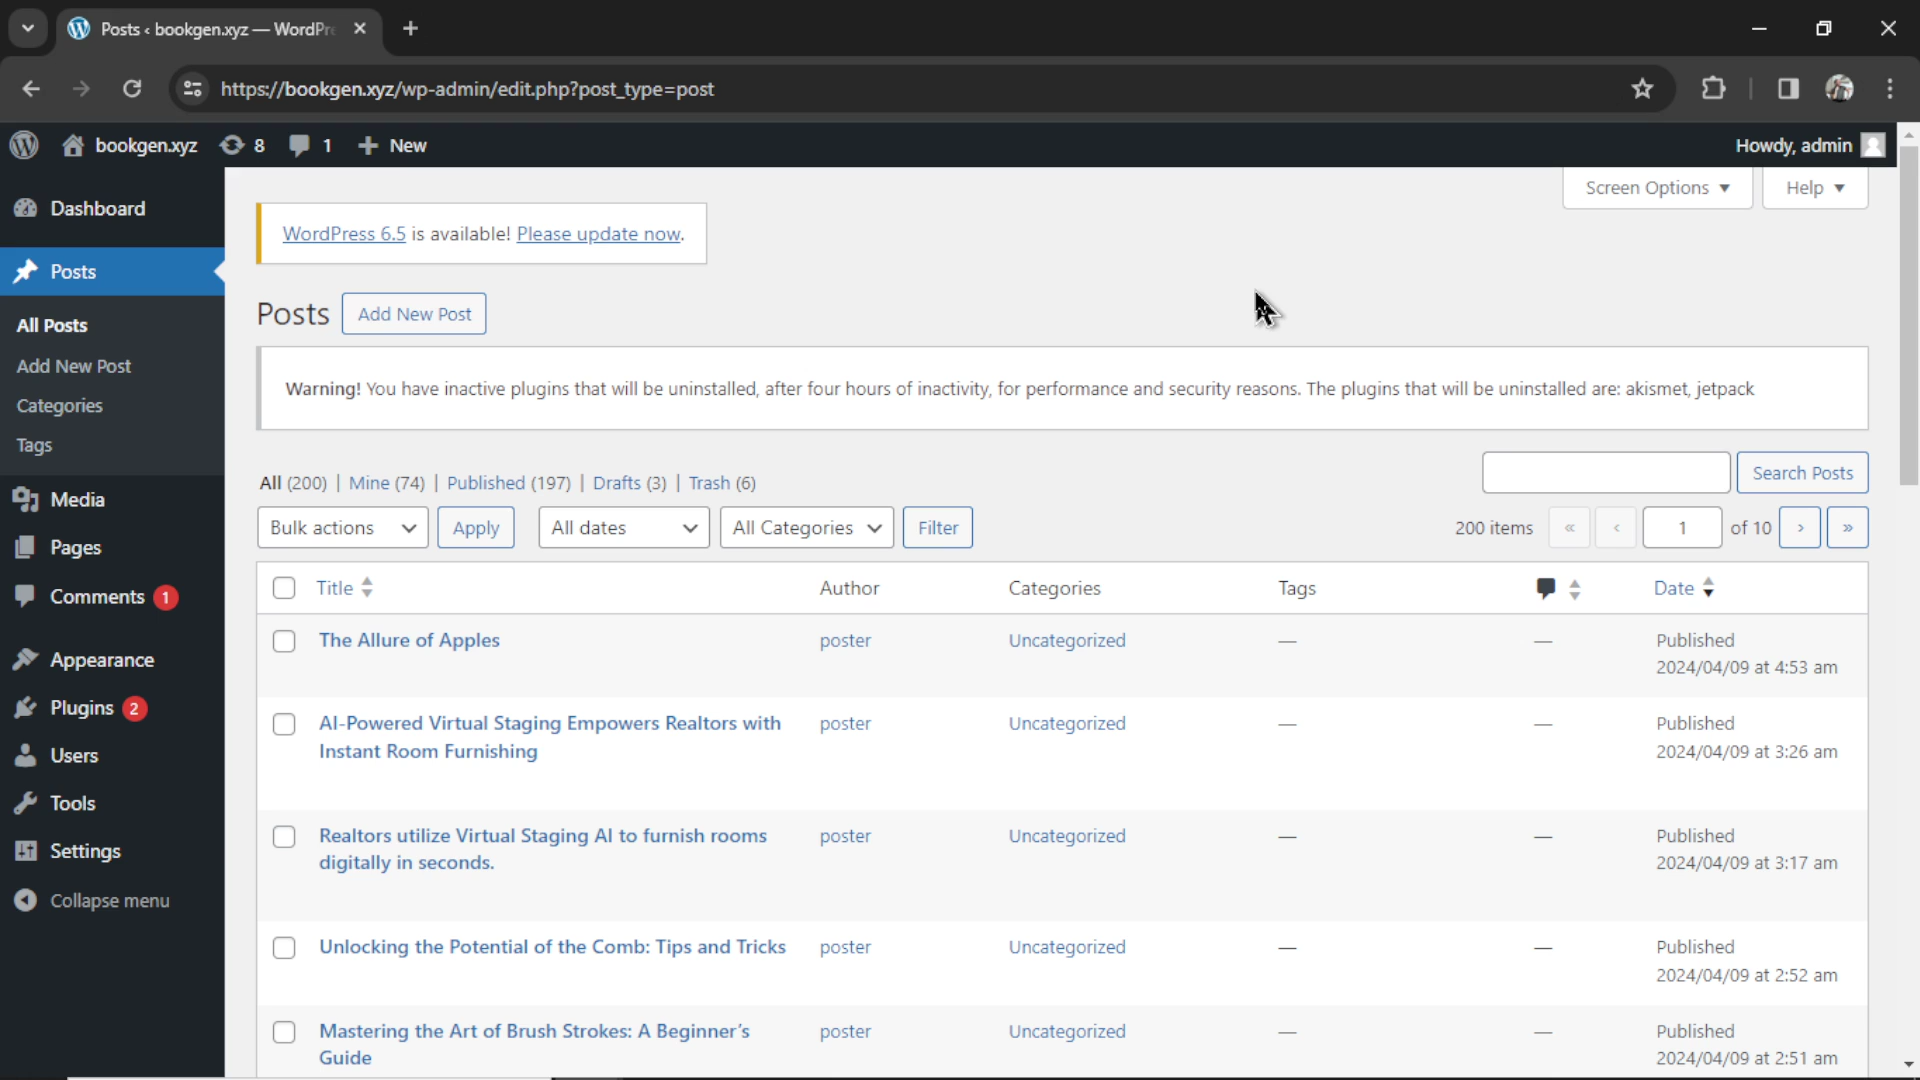 Posts ‹ bookgen.xyz — WordPr
https://bookgen.xyz/wp-admin/edit.php?post_type=post
bookgen.xyz 8 1 + New Howdy, admin
Screen Options Help
Dashboard
Posts
All Posts
Add New Post
Categories
Tags
Media
Pages
Comments 1
Appearance
Plugins 2
Users
Tools
Settings
Collapse menu
WordPress 6.5 is available! Please update now.
Posts Add New Post
Warning! You have inactive plugins that will be uninstalled, after four hours of inactivity, for performance and security reasons. The plugins that will be uninstalled are: akismet, jetpack
All (200) | Mine (74) | Published (197) | Drafts (3) | Trash (6) Search Posts
Bulk actions Apply All dates All Categories Filter 200 items « ‹ 1 of 10 › »
Title Author Categories Tags Date
The Allure of Apples poster Uncategorized — — Published
2024/04/09 at 4:53 am
AI-Powered Virtual Staging Empowers Realtors with poster Uncategorized — — Published
Instant Room Furnishing 2024/04/09 at 3:26 am
Realtors utilize Virtual Staging AI to furnish rooms poster Uncategorized — — Published
digitally in seconds. 2024/04/09 at 3:17 am
Unlocking the Potential of the Comb: Tips and Tricks poster Uncategorized — — Published
2024/04/09 at 2:52 am
Mastering the Art of Brush Strokes: A Beginner's poster Uncategorized — — Published
Guide 2024/04/09 at 2:51 am